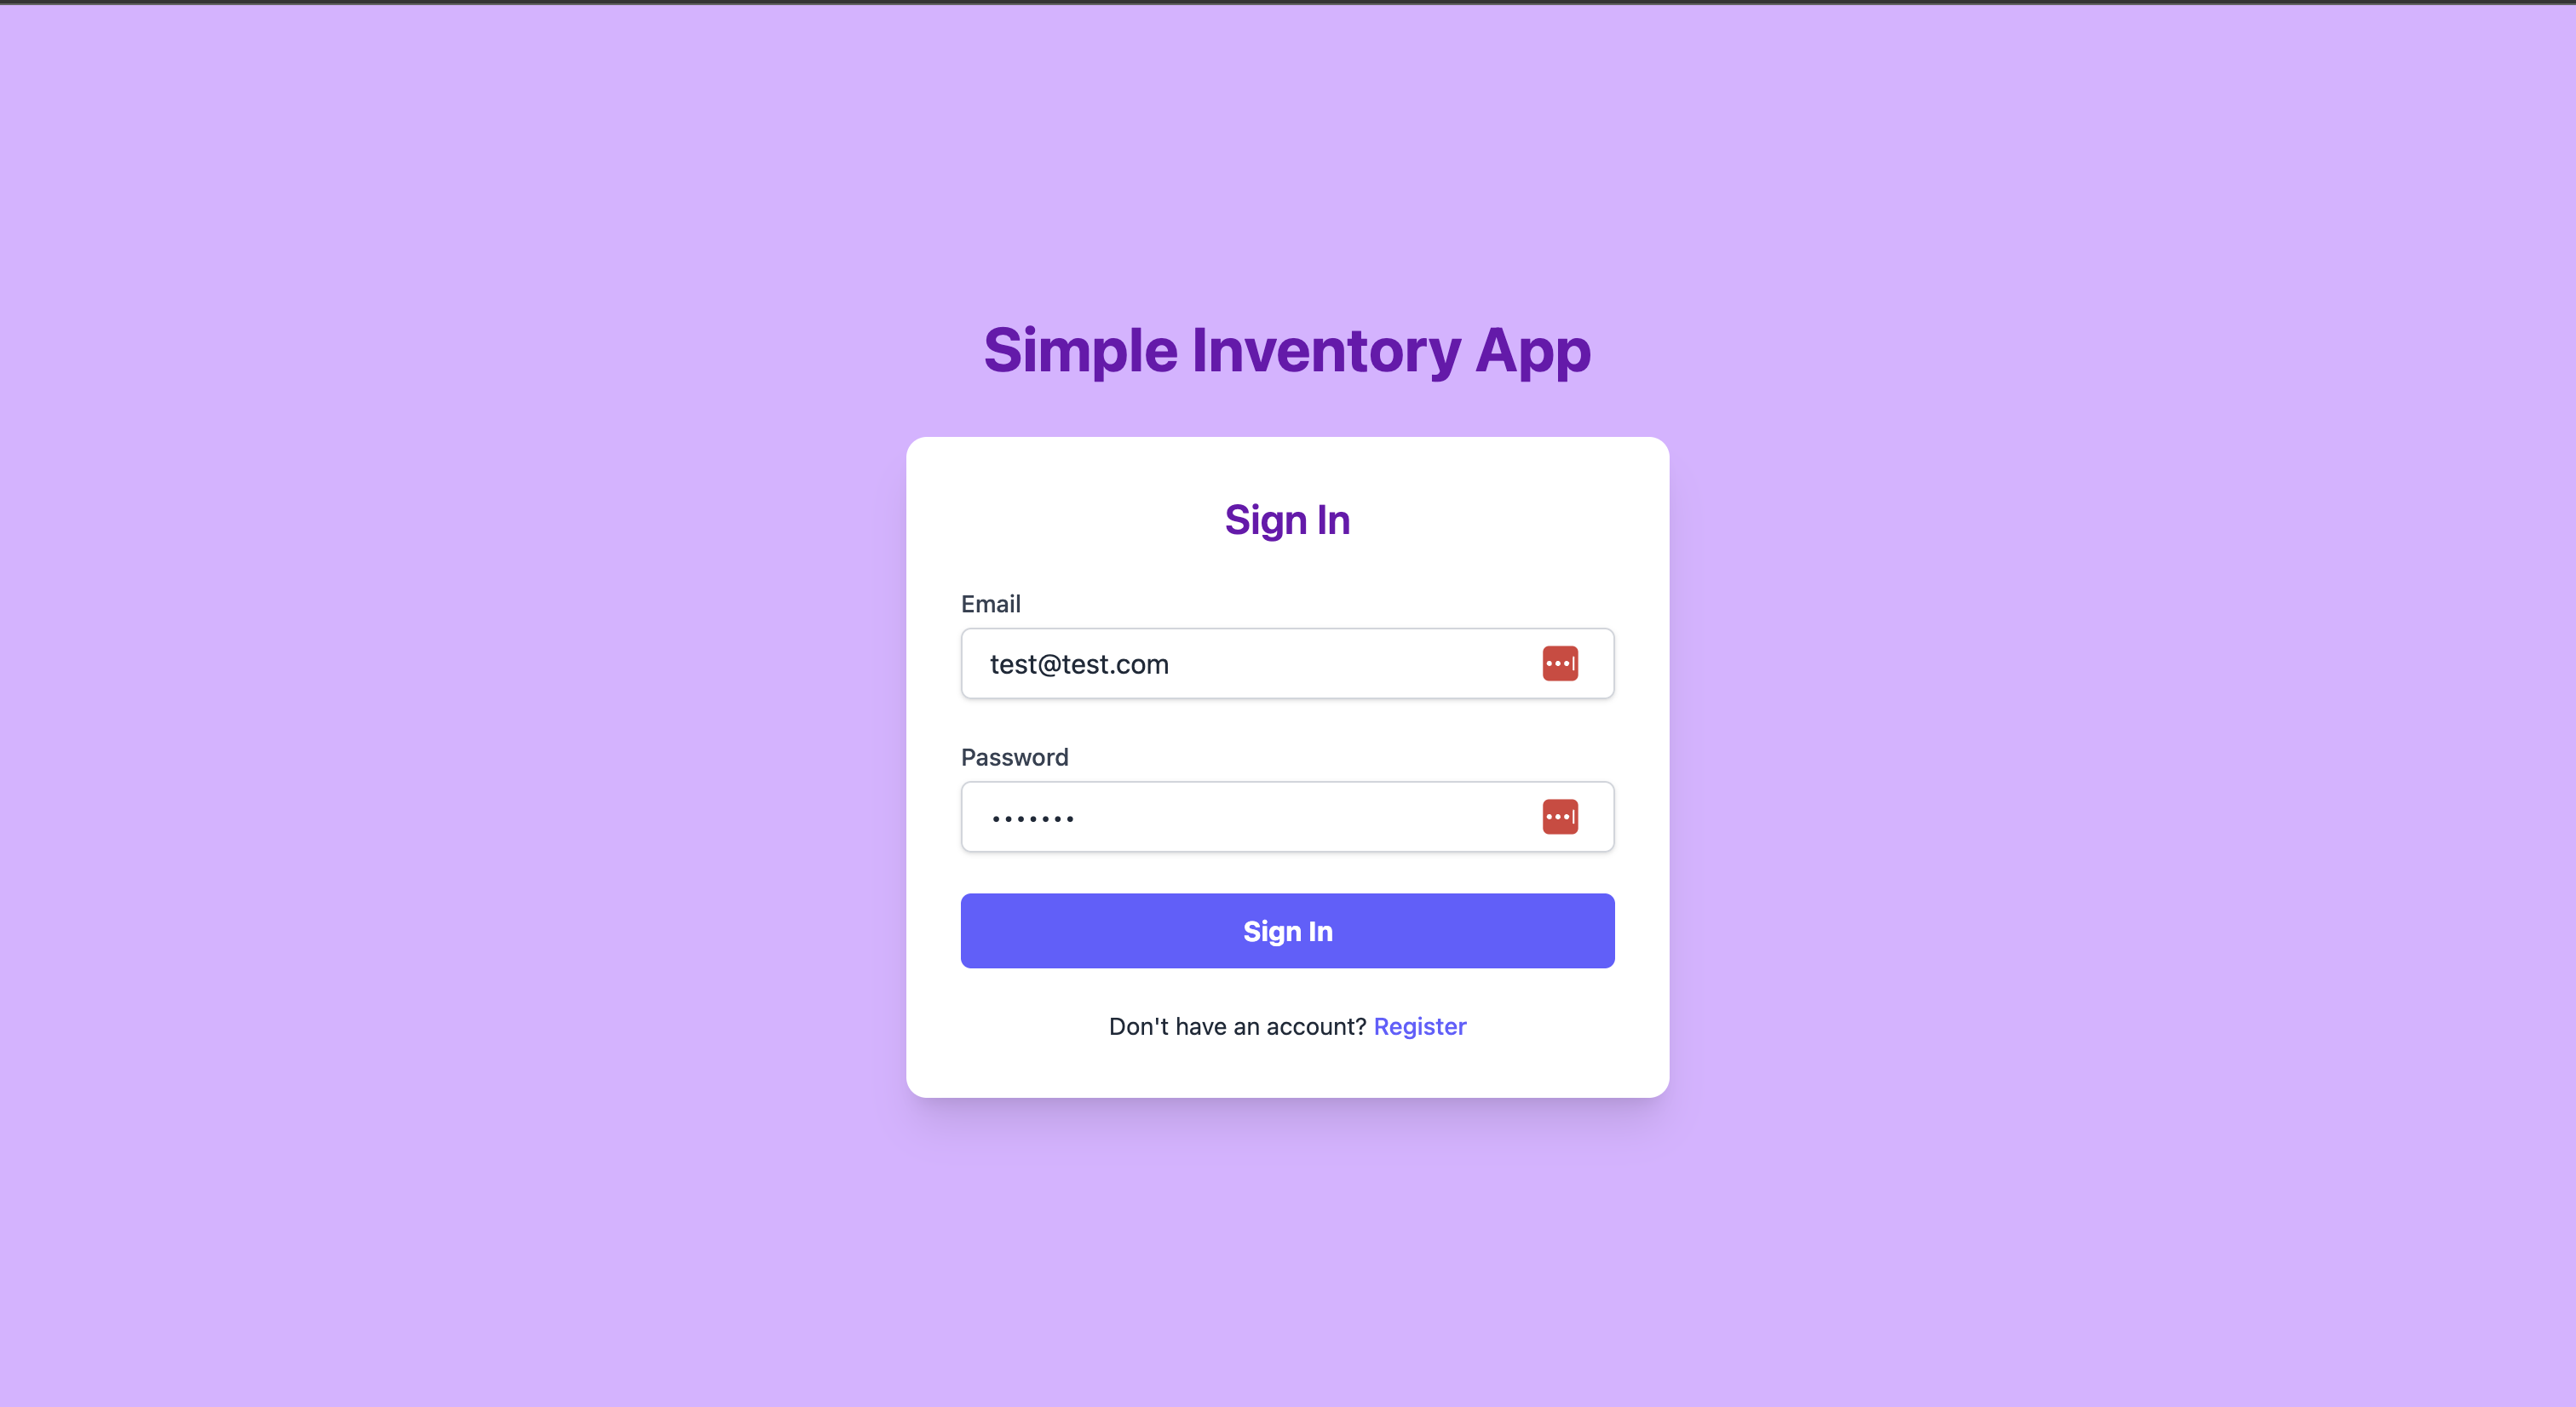 Simple Inventory App
Sign In
Email
test@test.com
Password
•••••••
Sign In
Don't have an account? Register